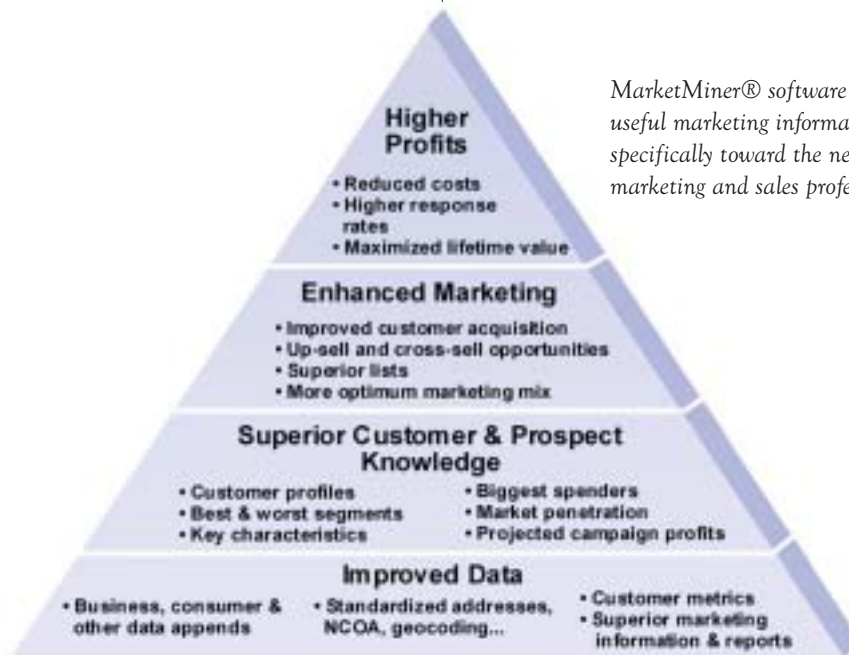 MarketMiner® software
useful marketing informa
specifically toward the ne
marketing and sales profe
Higher
Profits
• Reduced costs
• Higher response
rates
• Maximized lifetime value
Enhanced Marketing
• Improved customer acquisition
• Up-sell and cross-sell opportunities
• Superior lists
• More optimum marketing mix
Superior Customer & Prospect
Knowledge
• Customer profiles
• Best & worst segments
• Key characteristics
• Biggest spenders
• Market penetration
• Projected campaign profits
Improved Data
• Business, consumer &
other data appends
• Standardized addresses,
NCOA, geocoding...
• Customer metrics
• Superior marketing
information & reports